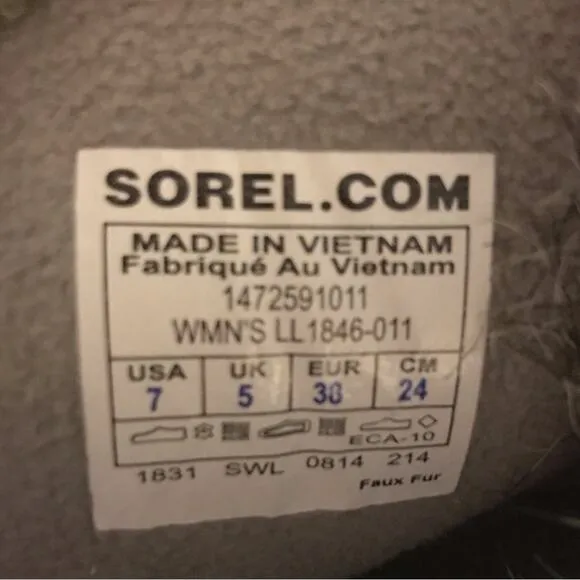 SOREL.COM
MADE IN VIETNAM
Fabriqué Au Vietnam
1472591011
WMN'S LL1846-011
USA UK EUR CM
7 5 38 24
ECA-10
1831 SWL 0814 214
Faux Fur